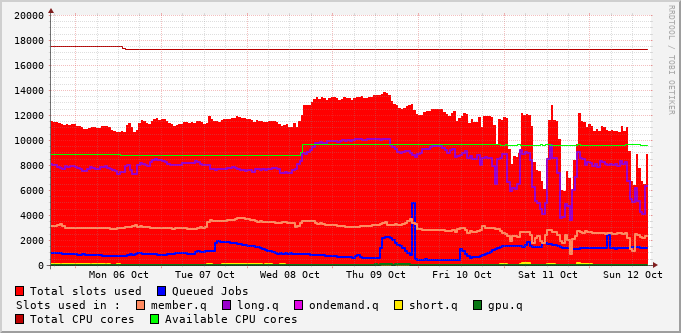 20000
18000
16000
14000
12000
10000
8000
6000
4000
2000
0
Mon 06 Oct Tue 07 Oct Wed 08 Oct Thu 09 Oct Fri 10 Oct Sat 11 Oct Sun 12 Oct
Total slots used Queued Jobs
Slots used in : member.q long.q ondemand.q short.q gpu.q
Total CPU cores Available CPU cores
RRDTOOL / TOBI OETIKER